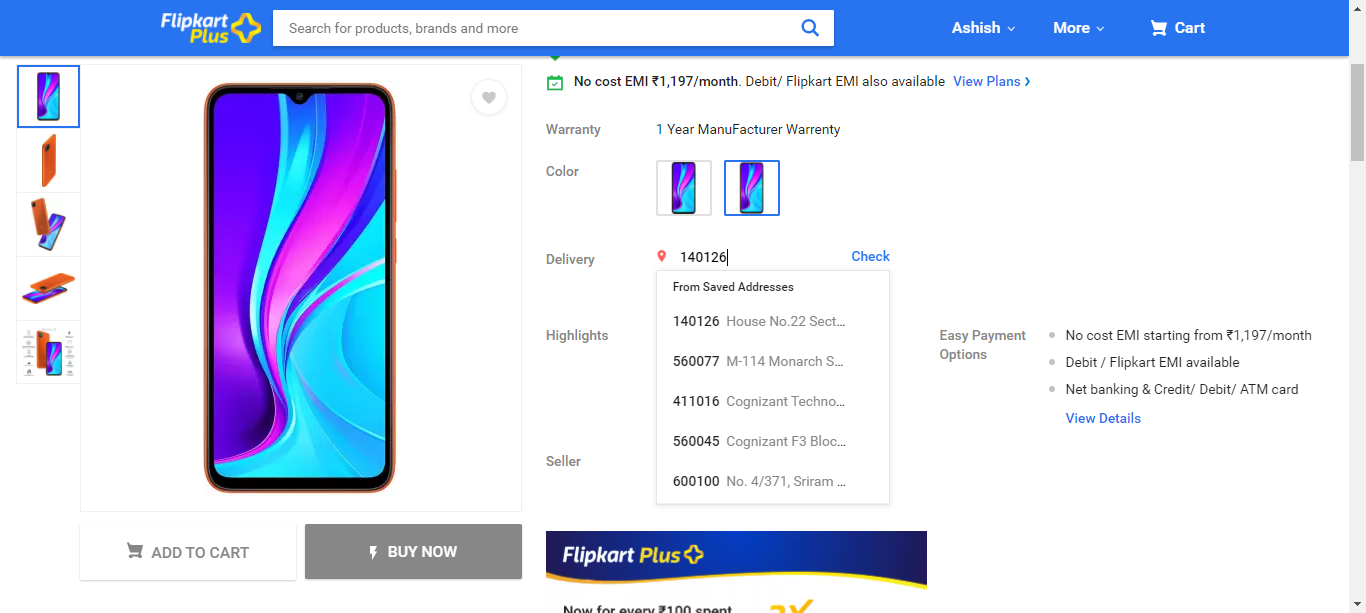 Flipkart
Plus
Search for products, brands and more
Ashish
More
Cart
No cost EMI ₹1,197/month. Debit/ Flipkart EMI also available View Plans
Warranty
1 Year ManuFacturer Warrenty
Color
Delivery
140126
Check
From Saved Addresses
140126 House No.22 Sect...
560077 M-114 Monarch S...
411016 Cognizant Techno...
560045 Cognizant F3 Bloc...
600100 No. 4/371, Sriram ...
Highlights
Seller
Easy Payment
Options
No cost EMI starting from ₹1,197/month
Debit / Flipkart EMI available
Net banking & Credit/ Debit/ ATM card
View Details
ADD TO CART
BUY NOW
Flipkart Plus
Now for every ₹100 spent
2X